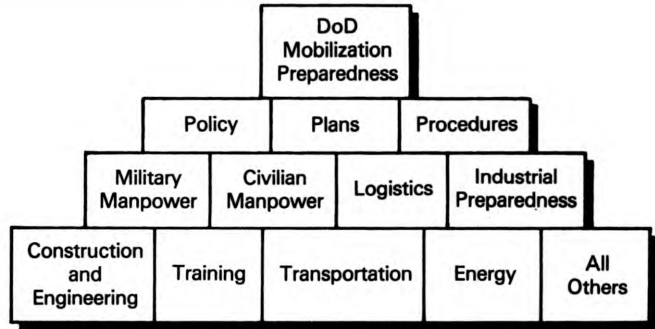 DoD
Mobilization
Preparedness
Policy
Plans
Procedures
Military
Manpower
Civilian
Manpower
Logistics
Industrial
Preparedness
Construction
and
Engineering
Training
Transportation
Energy
All
Others